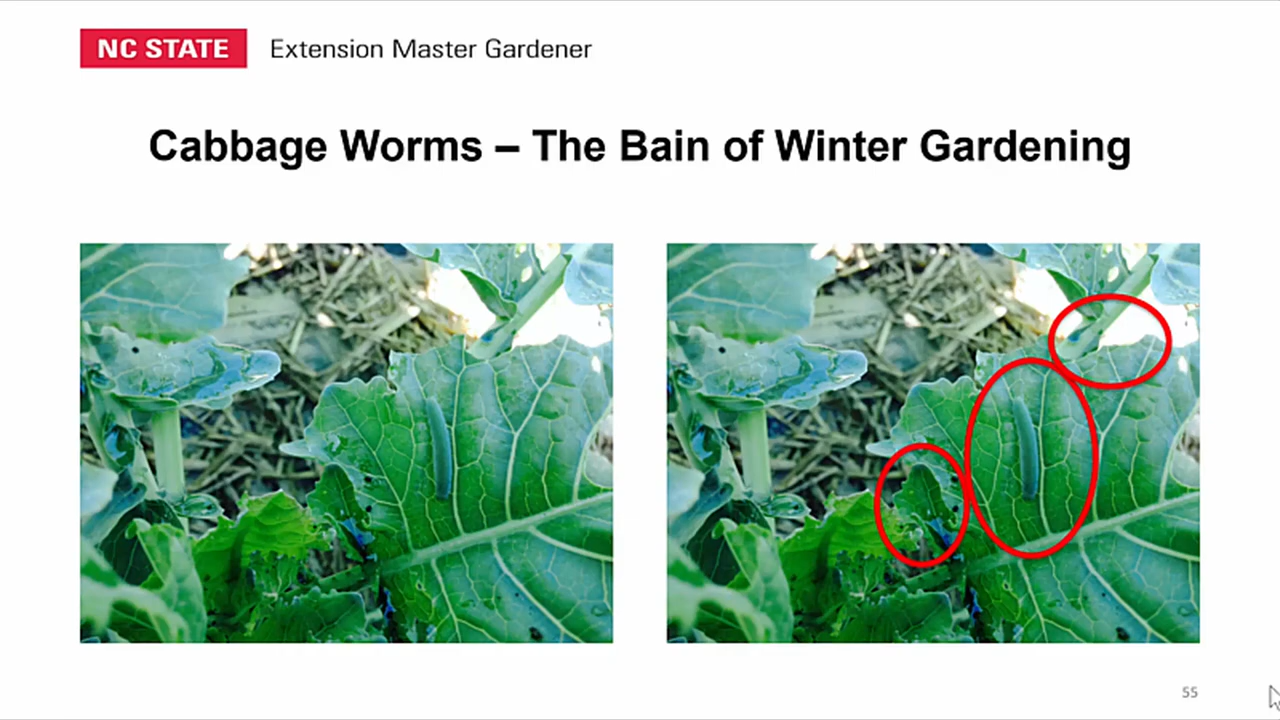 NC STATE Extension Master Gardener
Cabbage Worms – The Bain of Winter Gardening
55